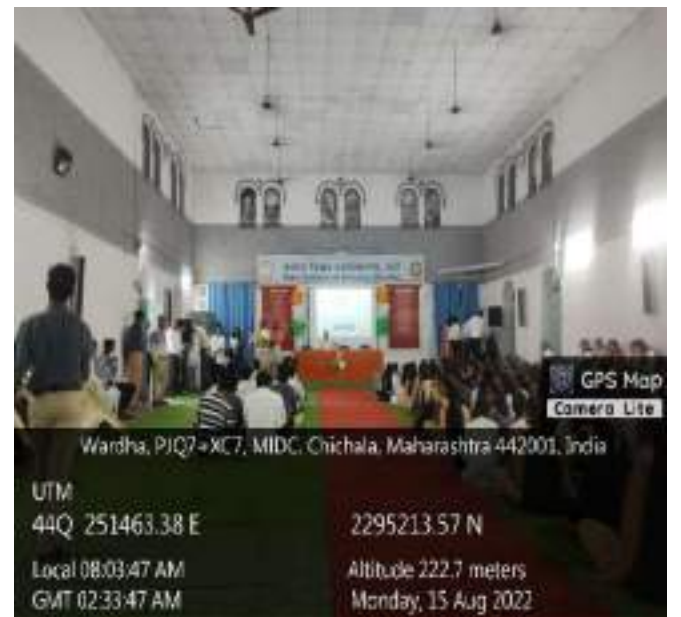 GPS Map
Camera Lite
Wardha, PJQ7+XC7, MIDC, Chichala, Maharashtra 442001, India
UTM
44Q 251463.38 E
2295213.57 N
Local 08:03:47 AM
Altitude 222.7 meters
GMT 02:33:47 AM
Monday, 15 Aug 2022